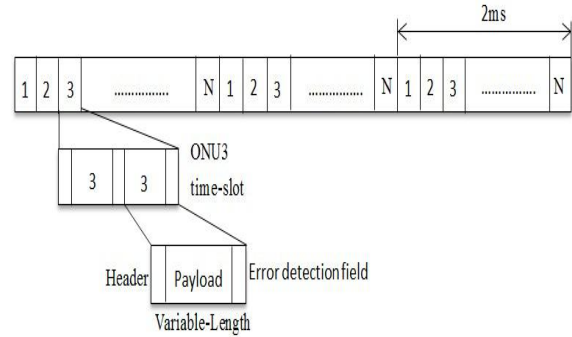 2ms
1 2 3 ................ N 1 2 3 ................ N 1 2 3 ............... N
ONU3
3 3
time-slot
Header Payload Error detection field
Variable-Length